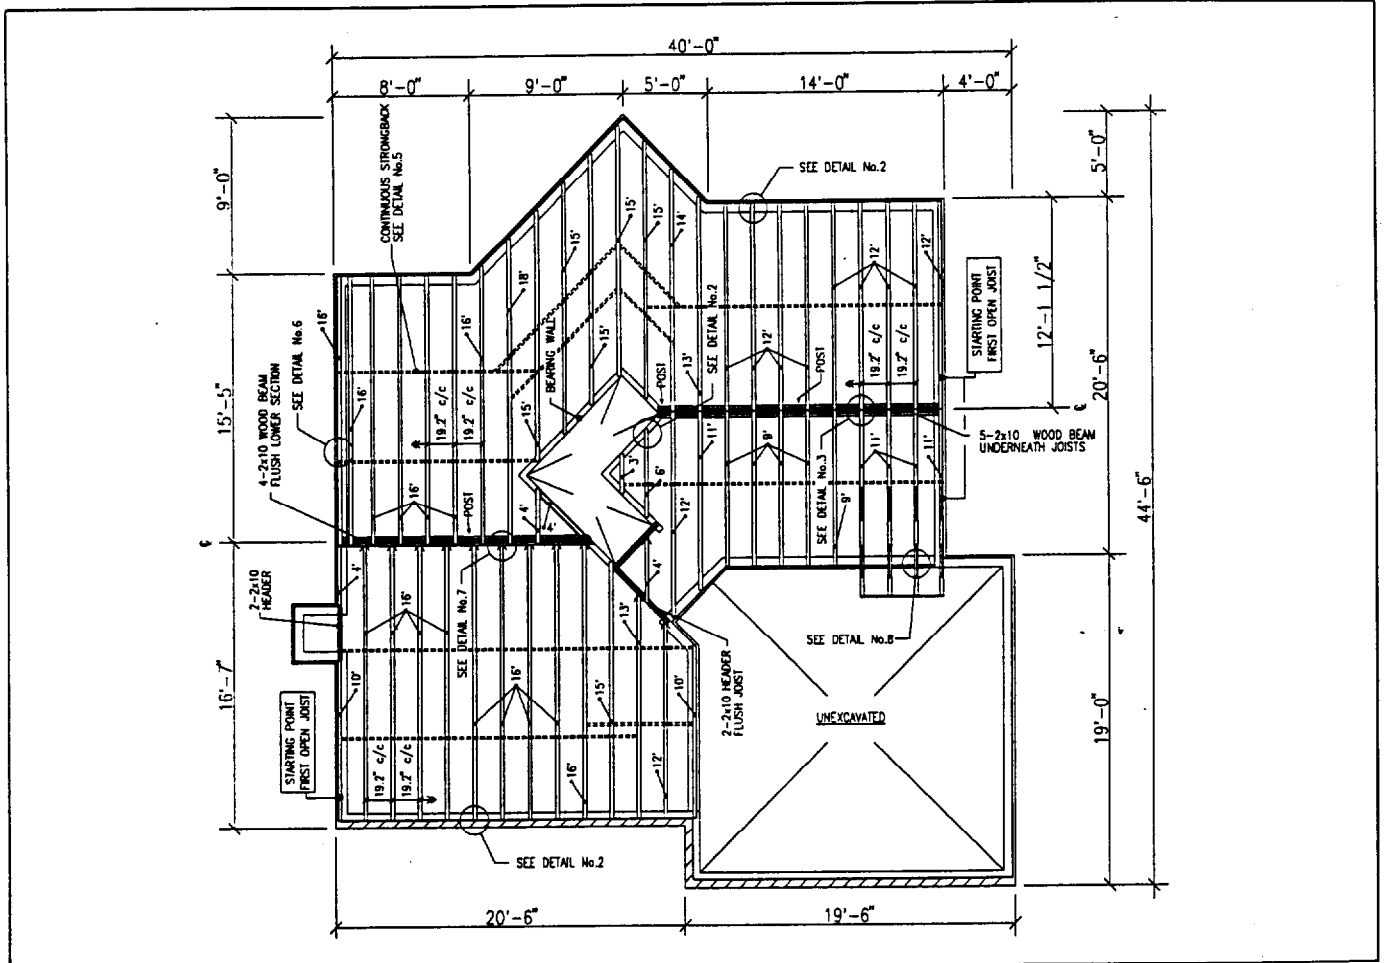 40'-0"
8'-0"
9'-0"
5'-0"
14'-0"
4'-0"
9'-0"
15'-5"
16'-7"
5'-0"
12'-1 1/2"
20'-6"
44'-6"
19'-0"
20'-6"
19'-6"
CONTINUOUS STRONGBACK
SEE DETAIL No.5
SEE DETAIL No.2
SEE DETAIL No.6
4-2x10 WOOD BEAM
FLUSH LOWER SECTION
2-2x10
HEADER
STARTING POINT
FIRST OPEN JOIST
16'
16'
16'
18'
15'
15'
15'
15'
15'
14'
13'
12'
12'
12'
19.2" c/c
19.2" c/c
19.2" c/c
19.2" c/c
BEARING WALL
POST
SEE DETAIL No.2
POST
STARTING POINT
FIRST OPEN JOIST
5-2x10 WOOD BEAM
UNDERNEATH JOISTS
16'
POST
4'
4'
3'
6'
11'
9'
11'
11'
9'
12'
SEE DETAIL No.3
SEE DETAIL No.7
4'
16'
13'
4'
10'
16'
15'
10'
19.2" c/c
19.2" c/c
16'
12'
2-2x10 HEADER
FLUSH JOIST
SEE DETAIL No.8
UNEXCAVATED
SEE DETAIL No.2